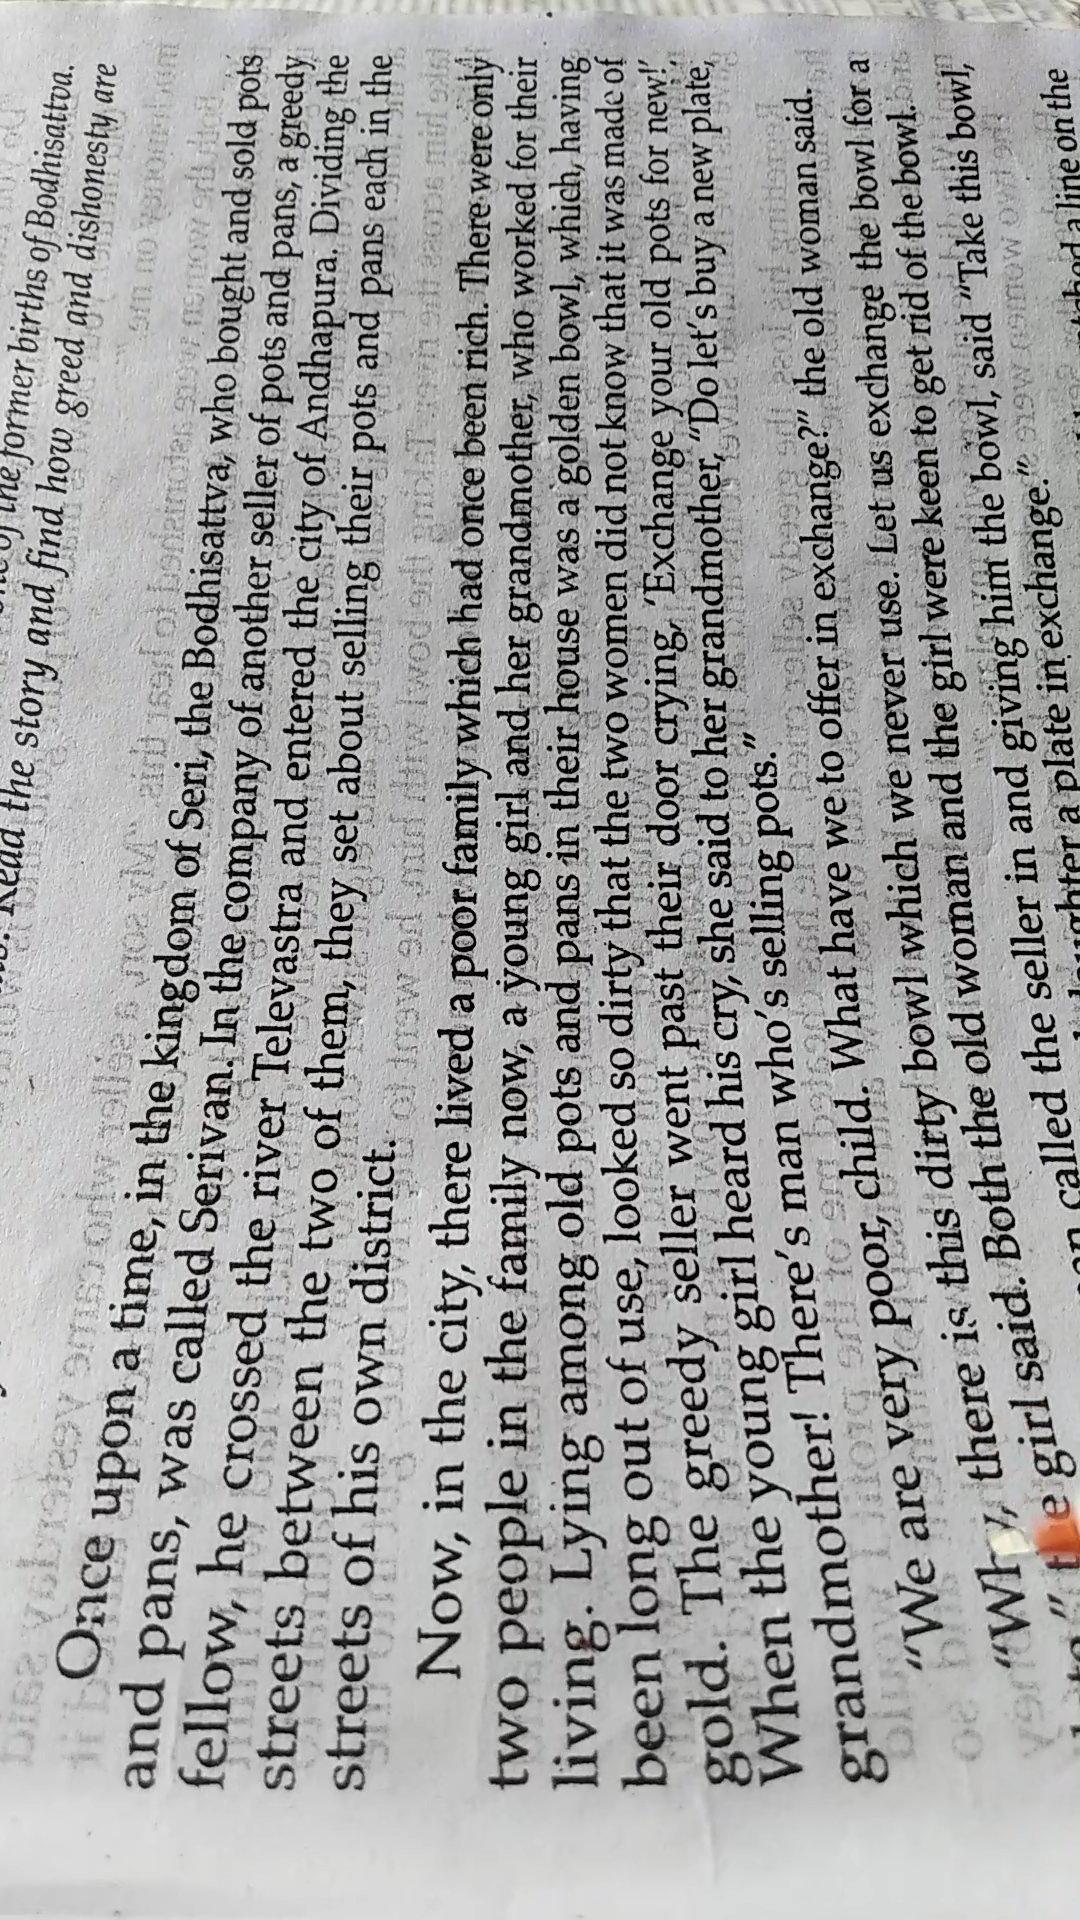 of the former births of Bodhisattva.
Read the story and find how greed and dishonesty are
Once upon a time, in the kingdom of Seri, the Bodhisattva, who bought and sold pots
and pans, was called Serivan. In the company of another seller of pots and pans, a greedy
fellow, he crossed the river Televastra and entered the city of Andhapura. Dividing the
streets between the two of them, they set about selling their pots and pans each in the
streets of his own district.
Now, in the city, there lived a poor family which had once been rich. There were only
two people in the family now, a young girl and her grandmother, who worked for their
living. Lying among old pots and pans in their house was a golden bowl, which, having
been long out of use, looked so dirty that the two women did not know that it was made of
gold. The greedy seller went past their door crying, 'Exchange your old pots for new!'
When the young girl heard his cry, she said to her grandmother, "Do let's buy a new plate,
grandmother! There's man who's selling pots."
"We are very poor, child. What have we to offer in exchange?" the old woman said.
"Why, there is this dirty bowl which we never use. Let us exchange the bowl for a
" the girl said. Both the old woman and the girl were keen to get rid of the bowl.
called the seller in and giving him the bowl, said "Take this bowl,
a plate in exchange."
a line on the